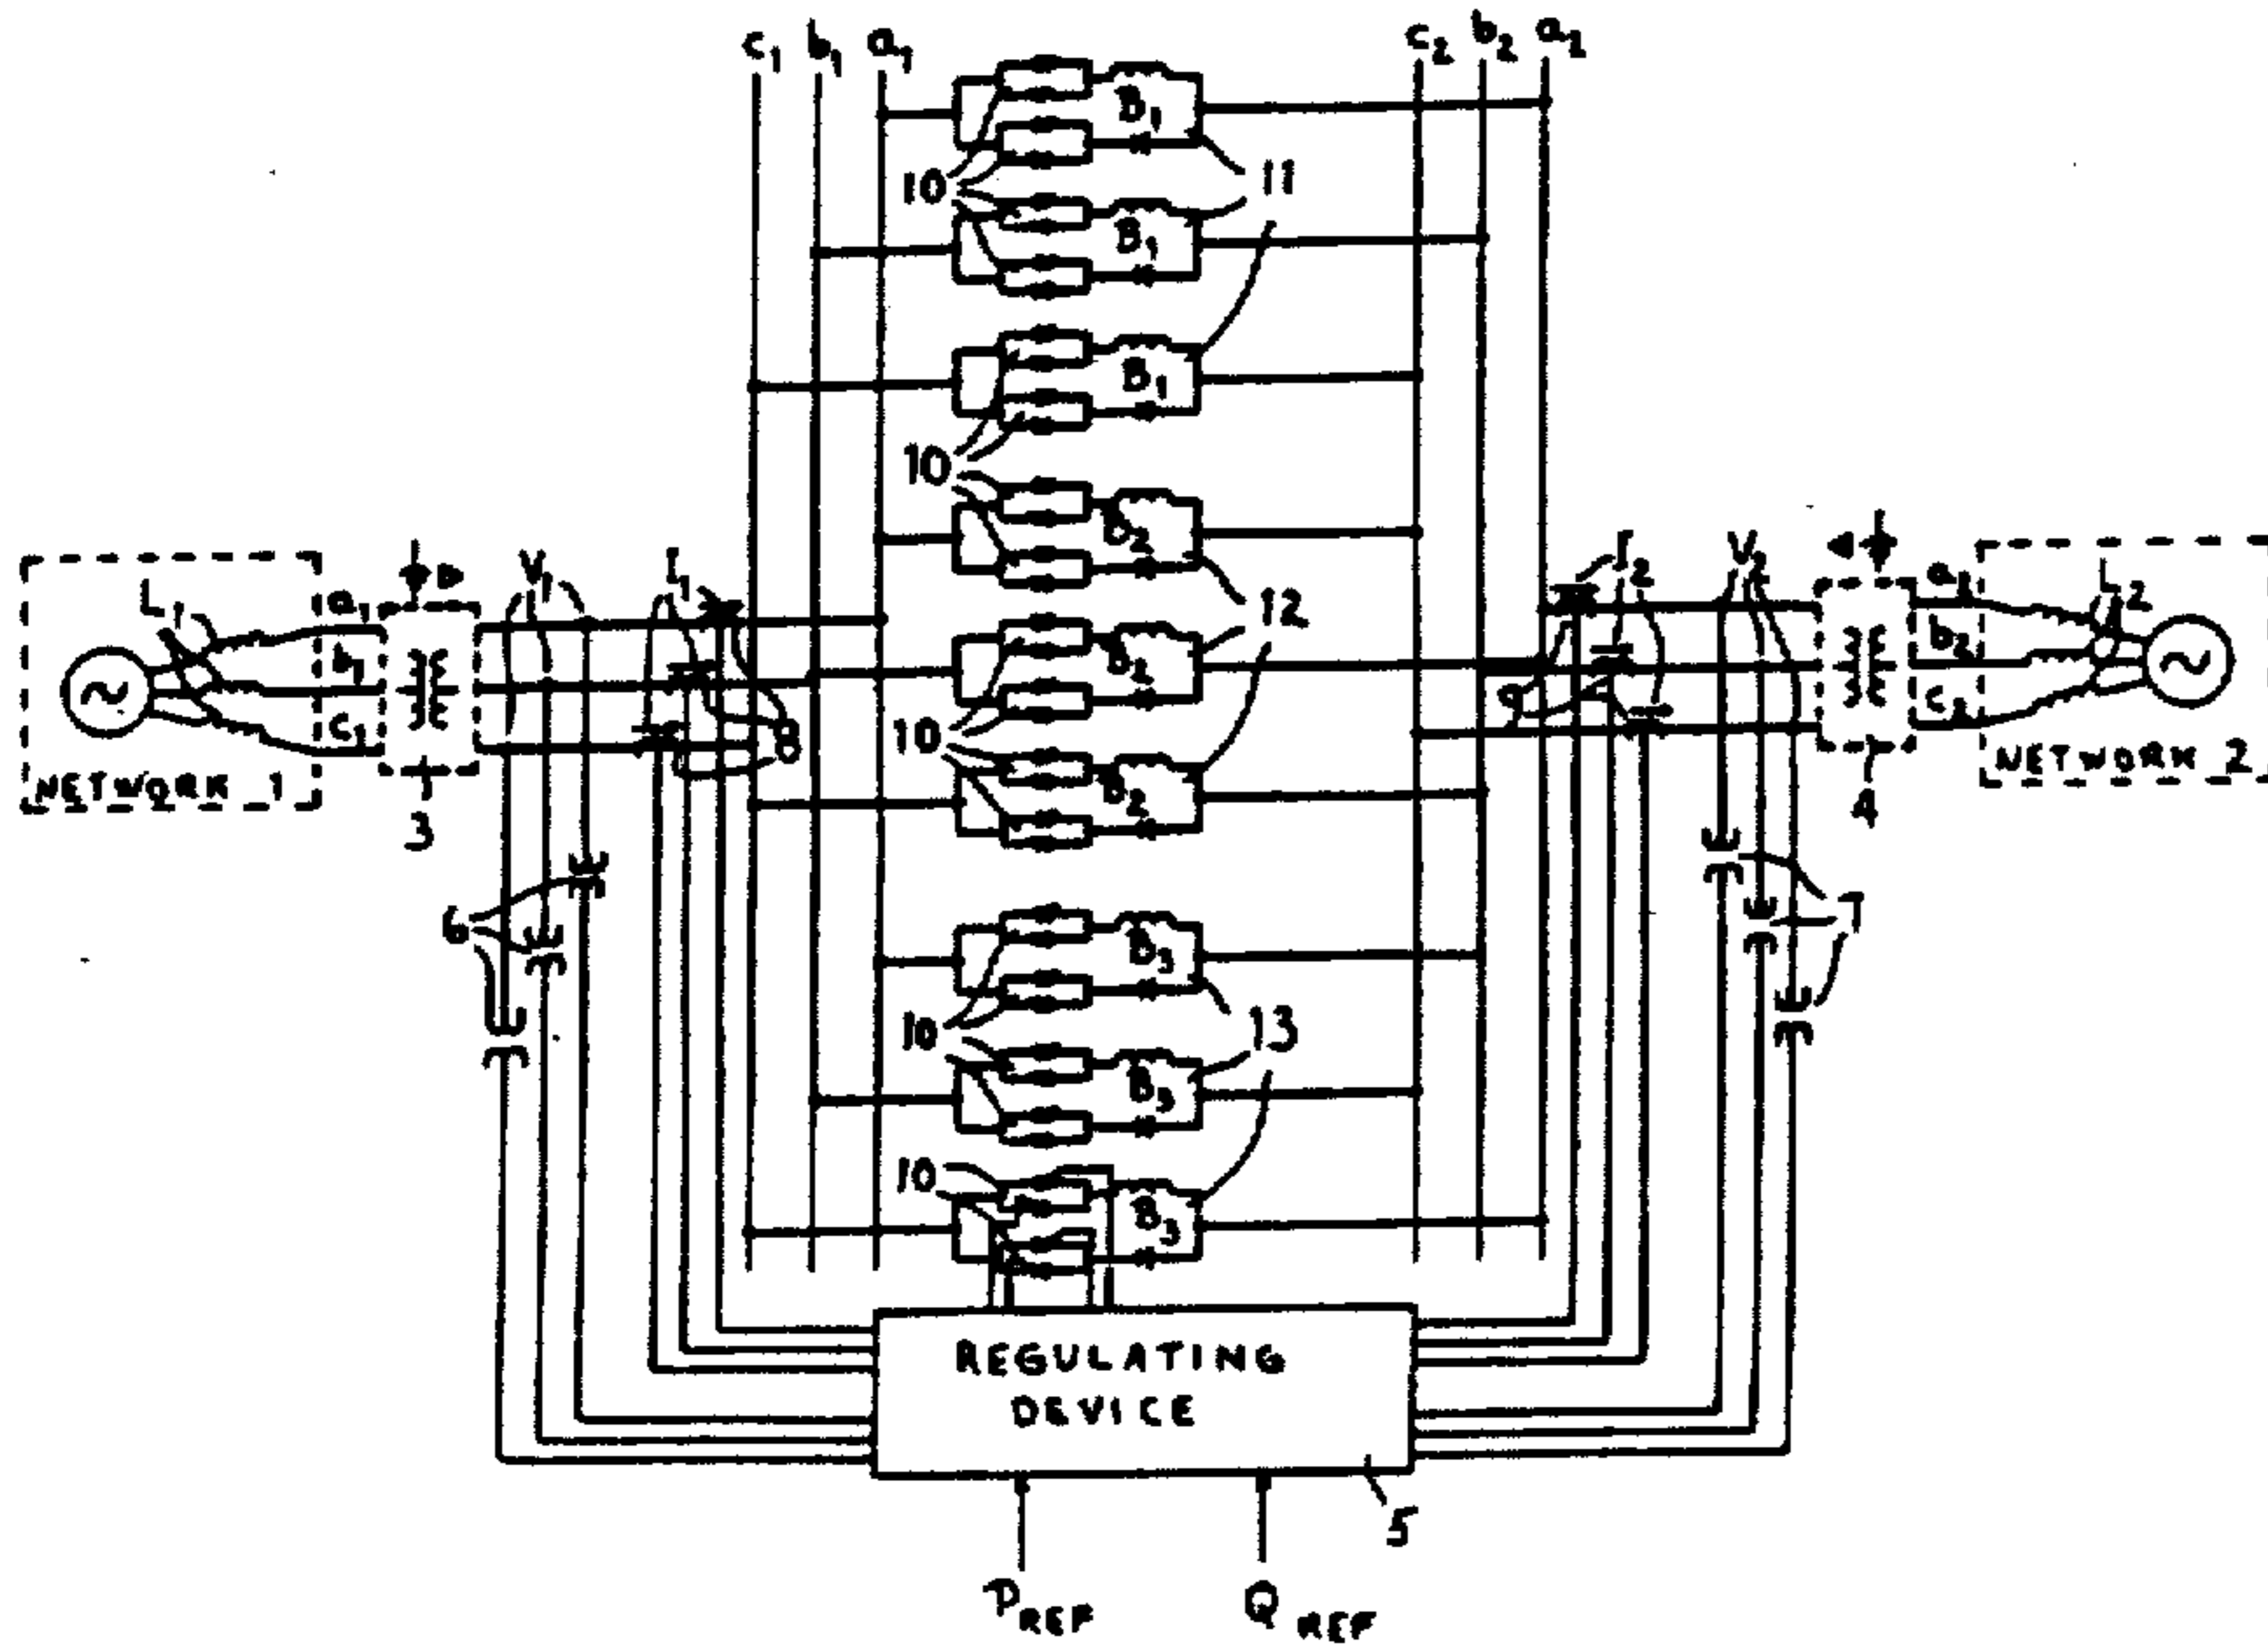 c1 b1 a1
c2 b2 a2
B1
10
11
B1
B1
10
B2
12
B2
10
B2
L1
a1
b1
c1
NETWORK 1
3
V1
I1
8
I2
V2
9
a2
b2
c2
L2
NETWORK 2
4
6
7
B3
10
13
B3
10
B3
REGULATING
DEVICE
5
PREF
QREF